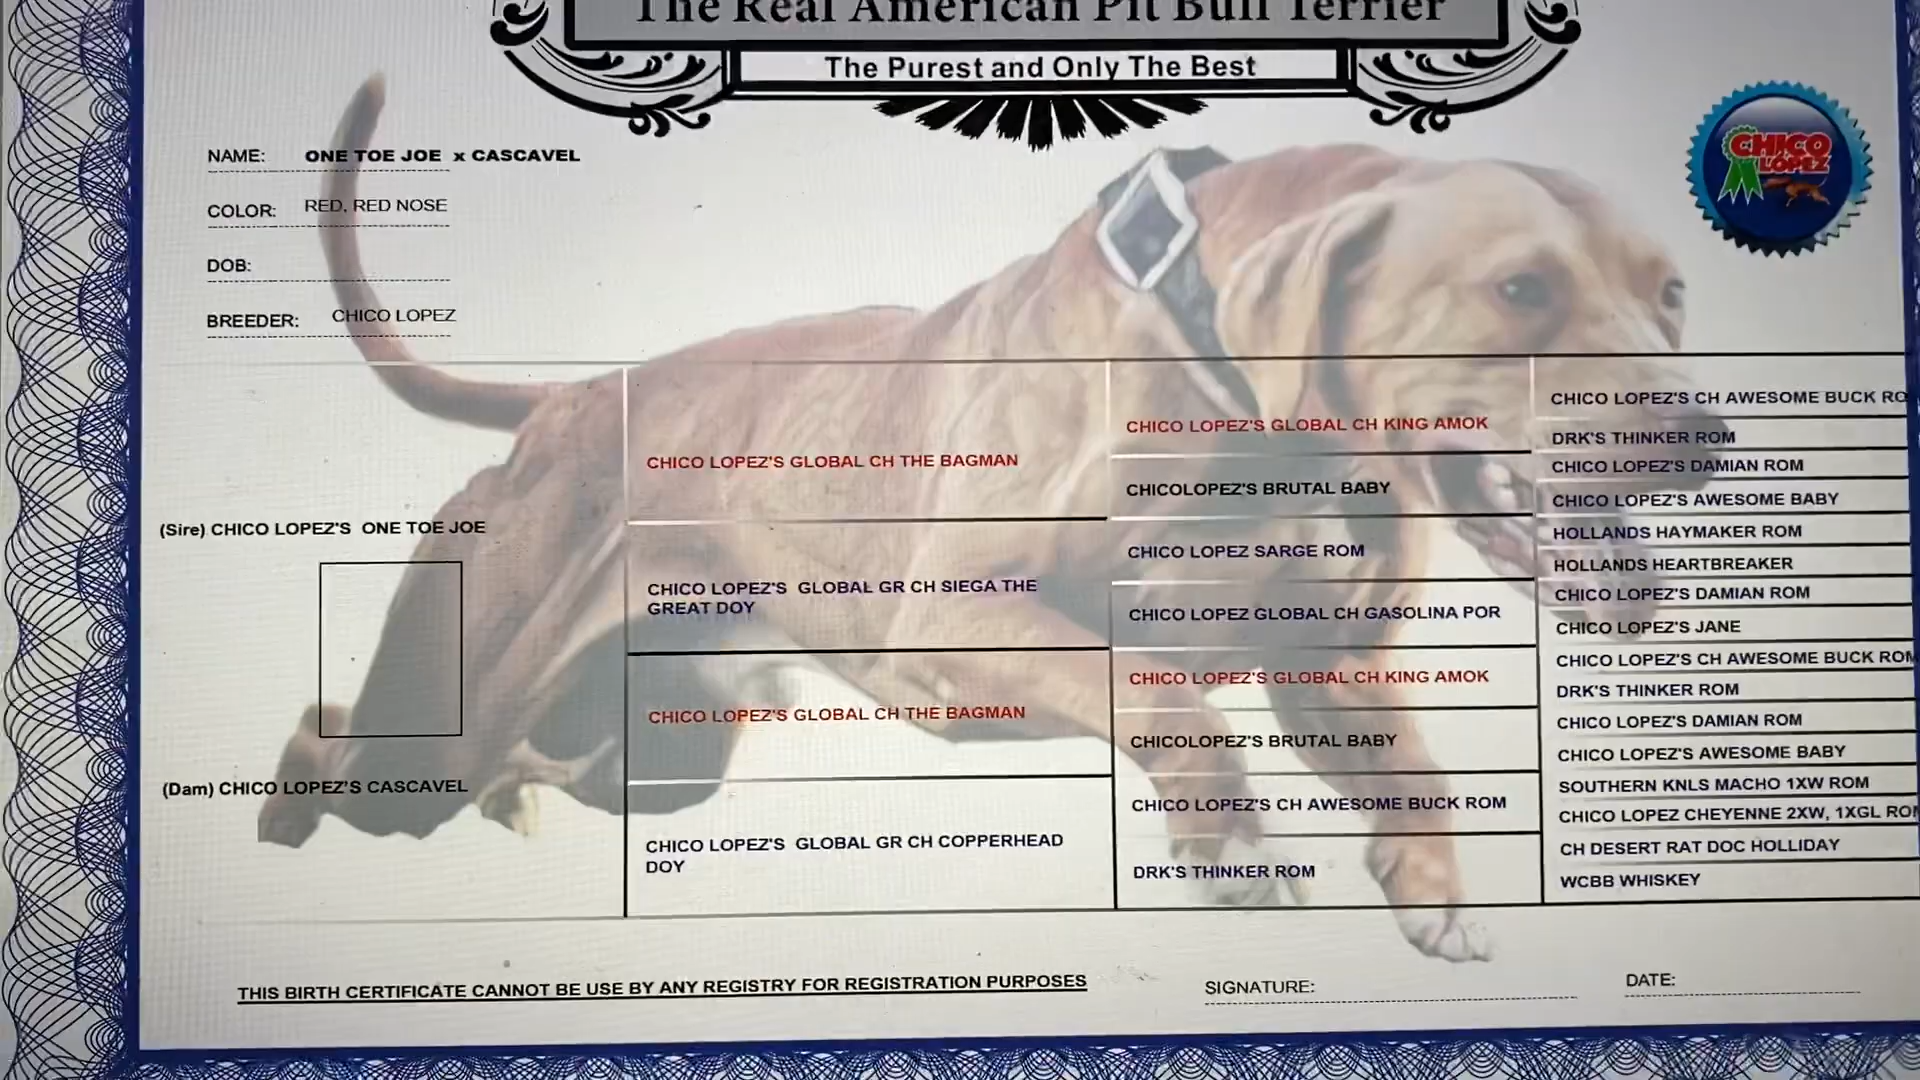 The Real American Pit Bull Terrier
The Purest and Only The Best
CHICO
LOPEZ
NAME: ONE TOE JOE x CASCAVEL
COLOR: RED, RED NOSE
DOB:
BREEDER: CHICO LOPEZ
(Sire) CHICO LOPEZ'S ONE TOE JOE
(Dam) CHICO LOPEZ'S CASCAVEL
CHICO LOPEZ'S GLOBAL CH THE BAGMAN
CHICO LOPEZ'S GLOBAL GR CH SIEGA THE
GREAT DOY
CHICO LOPEZ'S GLOBAL CH THE BAGMAN
CHICO LOPEZ'S GLOBAL GR CH COPPERHEAD
DOY
CHICO LOPEZ'S GLOBAL CH KING AMOK
CHICOLOPEZ'S BRUTAL BABY
CHICO LOPEZ SARGE ROM
CHICO LOPEZ GLOBAL CH GASOLINA POR
CHICO LOPEZ'S GLOBAL CH KING AMOK
CHICOLOPEZ'S BRUTAL BABY
CHICO LOPEZ'S CH AWESOME BUCK ROM
DRK'S THINKER ROM
CHICO LOPEZ'S CH AWESOME BUCK RO
DRK'S THINKER ROM
CHICO LOPEZ'S DAMIAN ROM
CHICO LOPEZ'S AWESOME BABY
HOLLANDS HAYMAKER ROM
HOLLANDS HEARTBREAKER
CHICO LOPEZ'S DAMIAN ROM
CHICO LOPEZ'S JANE
CHICO LOPEZ'S CH AWESOME BUCK ROM
DRK'S THINKER ROM
CHICO LOPEZ'S DAMIAN ROM
CHICO LOPEZ'S AWESOME BABY
SOUTHERN KNLS MACHO 1XW ROM
CHICO LOPEZ CHEYENNE 2XW, 1XGL ROM
CH DESERT RAT DOC HOLLIDAY
WCBB WHISKEY
THIS BIRTH CERTIFICATE CANNOT BE USE BY ANY REGISTRY FOR REGISTRATION PURPOSES
SIGNATURE:
DATE: